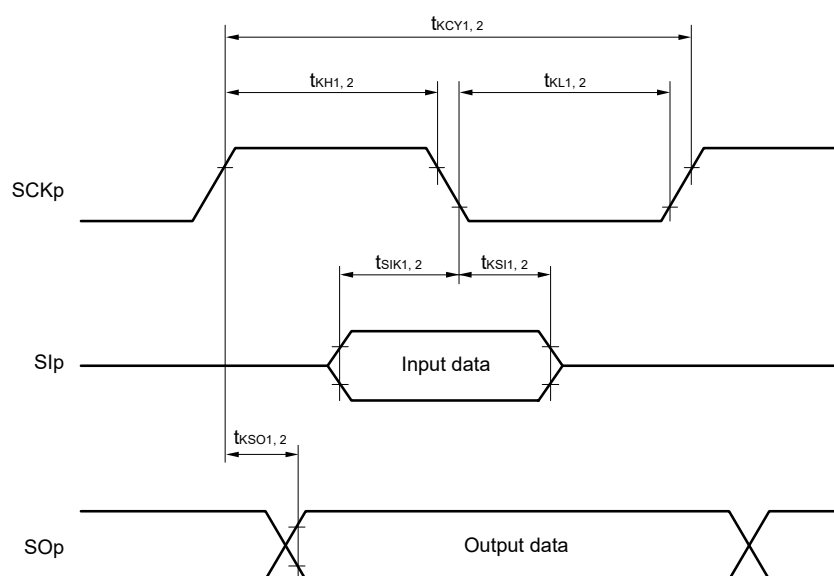 tKCY1, 2
tKH1, 2
tKL1, 2
SCKp
tSIK1, 2
tKSI1, 2
SIp
Input data
tKSO1, 2
SOp
Output data